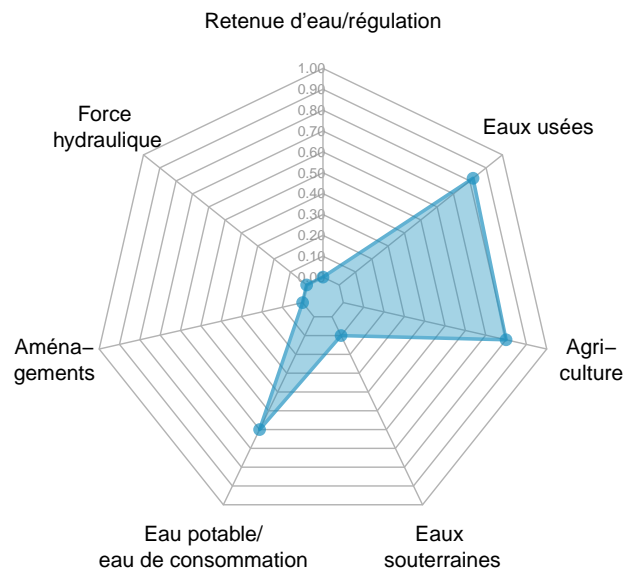 Retenue d'eau/régulation
1.00
0.90
0.80
0.70
0.60
0.50
0.40
0.30
0.20
0.10
0.00
Force
hydraulique
Eaux usées
Aména–
gements
Agri–
culture
Eau potable/
eau de consommation
Eaux
souterraines